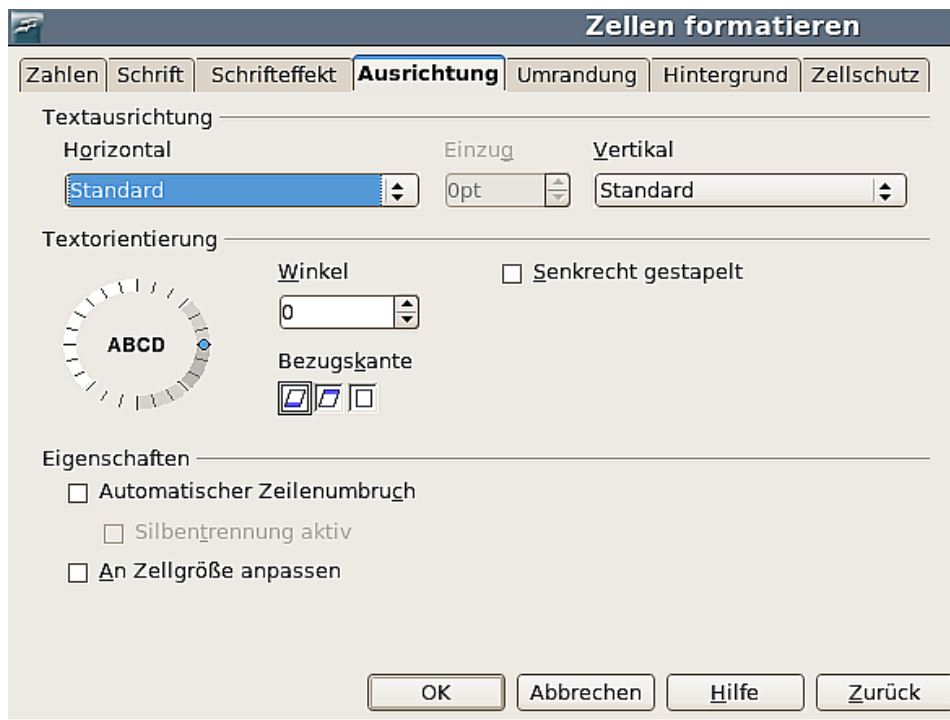 Zellen formatieren
Zahlen Schrift Schrifteffekt Ausrichtung Umrandung Hintergrund Zellschutz
Textausrichtung
Horizontal Einzug Vertikal
Standard 0pt Standard
Textorientierung
Winkel Senkrecht gestapelt
0
ABCD
Bezugskante
Eigenschaften
Automatischer Zeilenumbruch
Silbentrennung aktiv
An Zellgröße anpassen
OK Abbrechen Hilfe Zurück